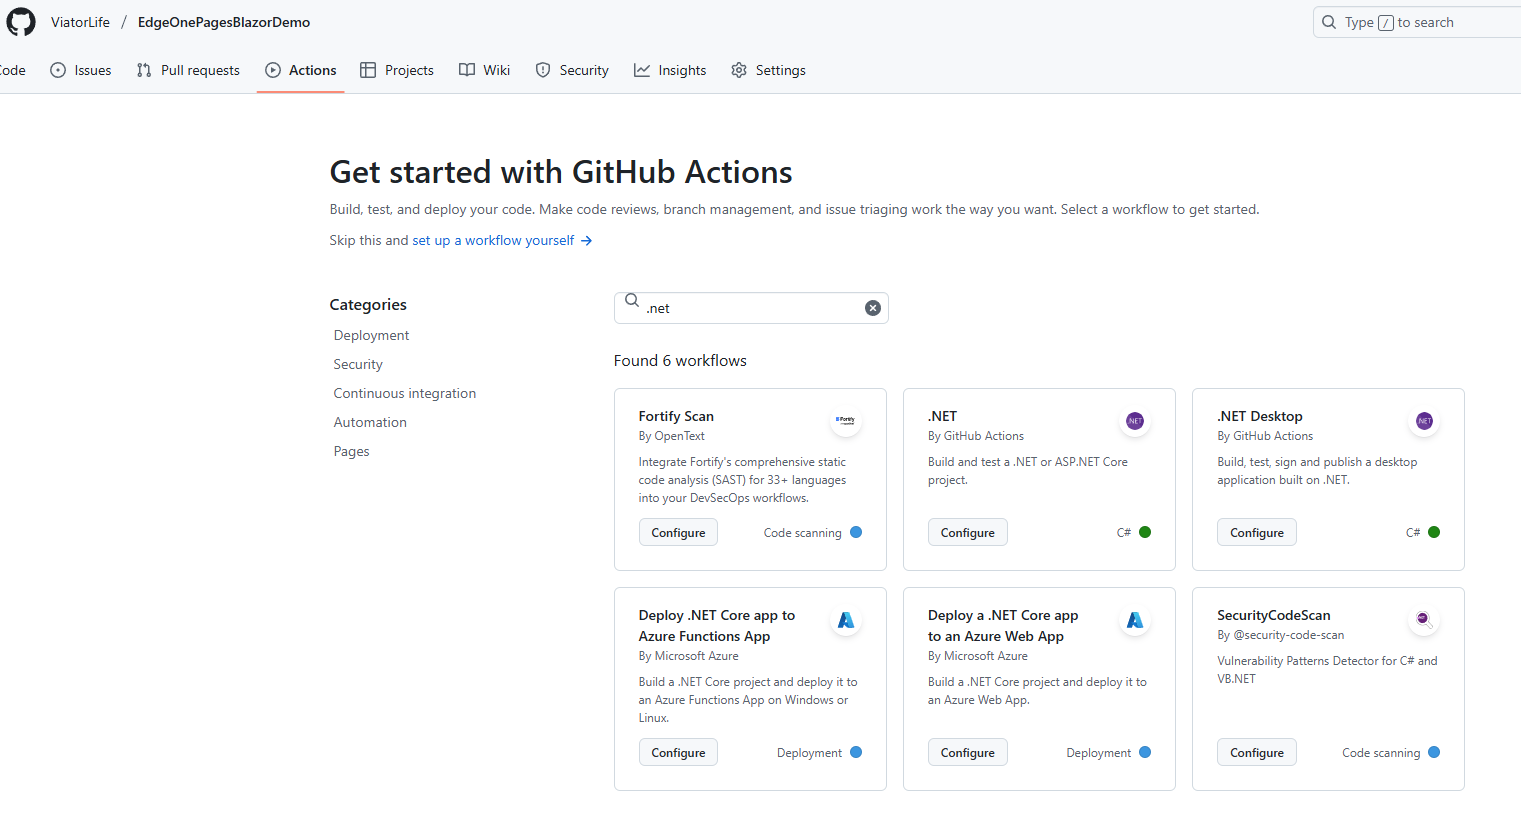 ViatorLife / EdgeOnePagesBlazorDemo
Type / to search
Code Issues Pull requests Actions Projects Wiki Security Insights Settings
Get started with GitHub Actions
Build, test, and deploy your code. Make code reviews, branch management, and issue triaging work the way you want. Select a workflow to get started.
Skip this and set up a workflow yourself →
Categories
Deployment
Security
Continuous integration
Automation
Pages
.net
Found 6 workflows
Fortify Scan
By OpenText
Integrate Fortify's comprehensive static
code analysis (SAST) for 33+ languages
into your DevSecOps workflows.
Configure Code scanning
.NET
By GitHub Actions
Build and test a .NET or ASP.NET Core
project.
Configure C#
.NET Desktop
By GitHub Actions
Build, test, sign and publish a desktop
application built on .NET.
Configure C#
Deploy .NET Core app to
Azure Functions App
By Microsoft Azure
Build a .NET Core project and deploy it to
an Azure Functions App on Windows or
Linux.
Configure Deployment
Deploy a .NET Core app
to an Azure Web App
By Microsoft Azure
Build a .NET Core project and deploy it to
an Azure Web App.
Configure Deployment
SecurityCodeScan
By @security-code-scan
Vulnerability Patterns Detector for C# and
VB.NET
Configure Code scanning